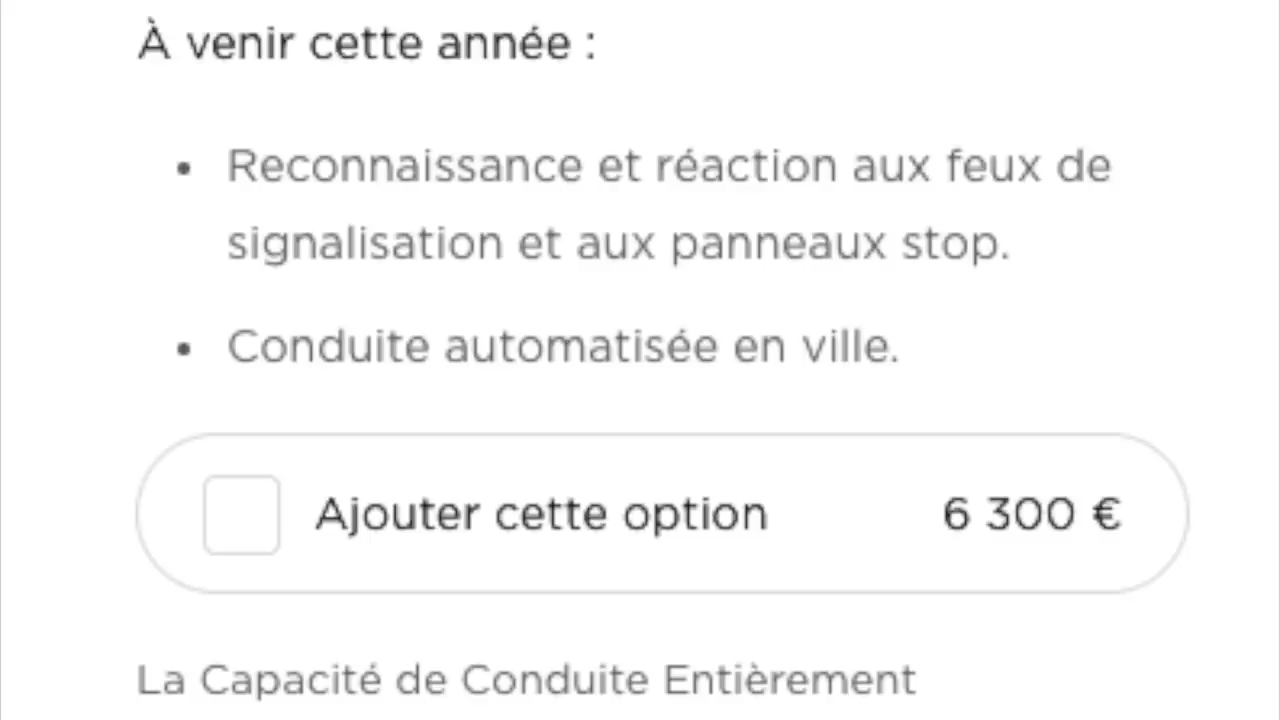 À venir cette année :
• Reconnaissance et réaction aux feux de
signalisation et aux panneaux stop.
• Conduite automatisée en ville.
Ajouter cette option 6 300 €
La Capacité de Conduite Entièrement